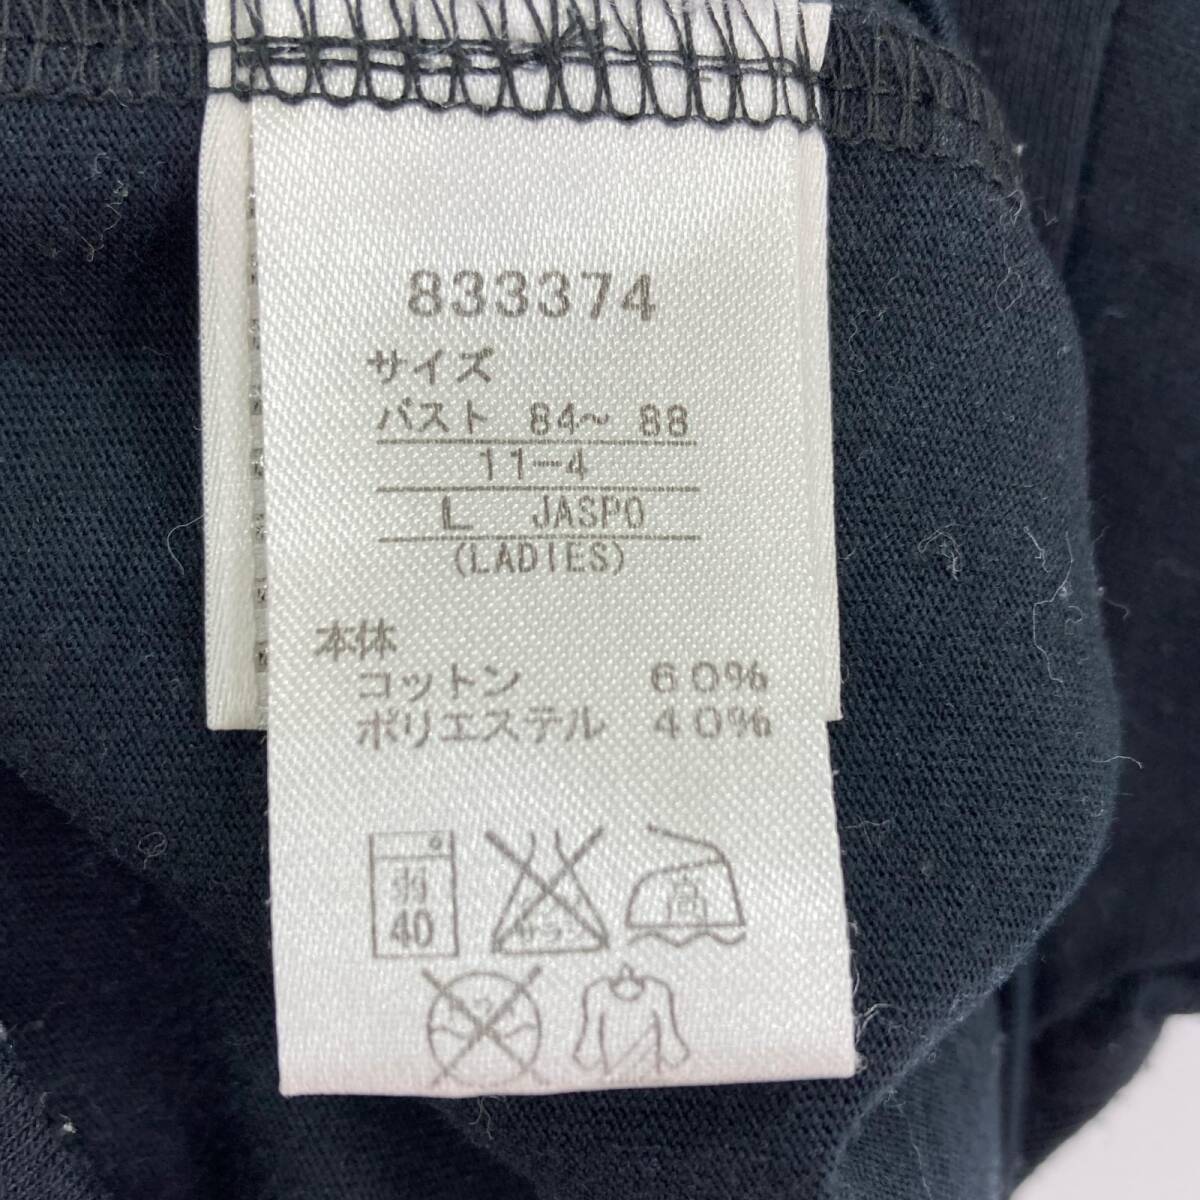 833374
サイズ
バスト 84～ 88
11-4
L JASPO
(LADIES)
本体
コットン 60%
ポリエステル 40%
弱
40
高